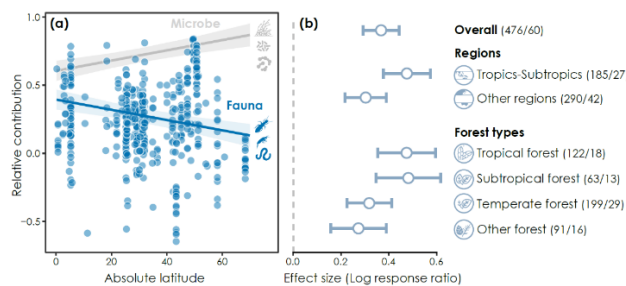 (a)
Microbe
Fauna
1.0
0.5
0.0
−0.5
Relative contribution
0
20
40
60
80
Absolute latitude
(b)
Overall (476/60)
Regions
Tropics-Subtropics (185/27
Other regions (290/42)
Forest types
Tropical forest (122/18)
Subtropical forest (63/13)
Temperate forest (199/29)
Other forest (91/16)
0.0
0.2
0.4
0.6
Effect size (Log response ratio)